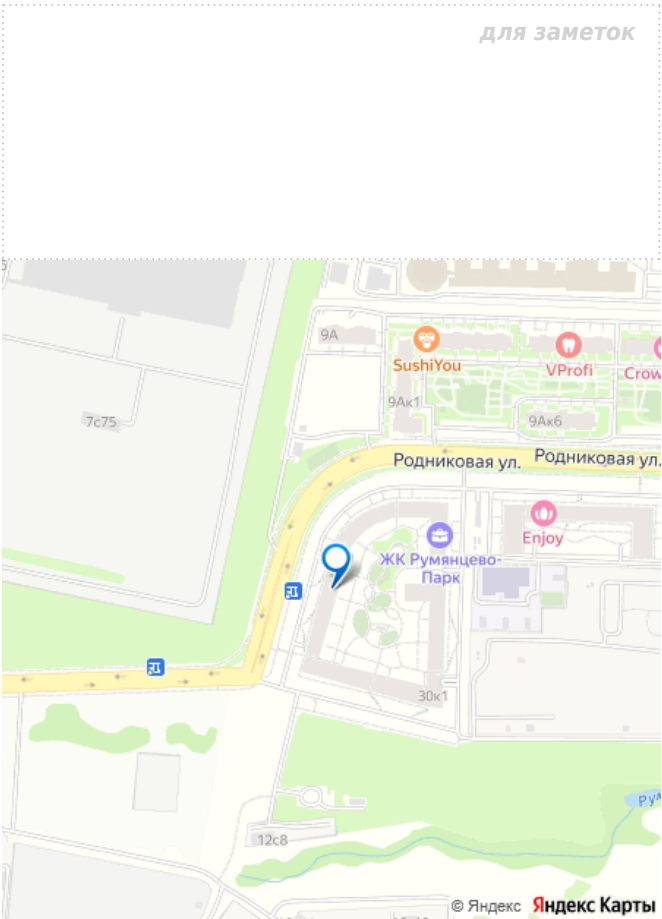 для заметок
9А
SushiYou
VProfi
Crow
9Ак1
7с75
9Ак6
Родниковая ул.
Родниковая ул.
Enjoy
ЖК Румянцево-
Парк
30к1
Рум
12с8
© Яндекс
Яндекс Карты